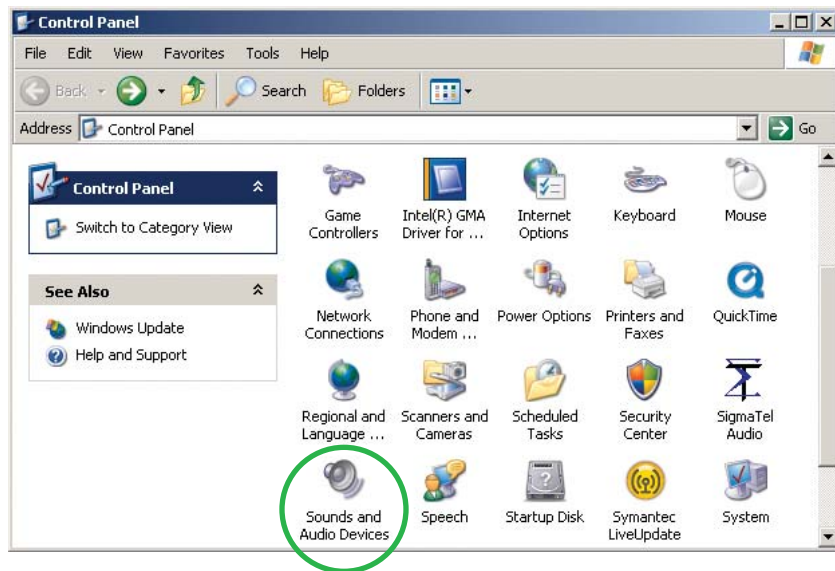 Control Panel
File Edit View Favorites Tools Help
Back Search Folders
Address Control Panel Go
Control Panel
Switch to Category View
See Also
Windows Update
Help and Support
Game
Controllers
Intel(R) GMA
Driver for ...
Internet
Options
Keyboard
Mouse
Network
Connections
Phone and
Modem ...
Power Options
Printers and
Faxes
QuickTime
Regional and
Language ...
Scanners and
Cameras
Scheduled
Tasks
Security
Center
SigmaTel
Audio
Sounds and
Audio Devices
Speech
Startup Disk
Symantec
LiveUpdate
System